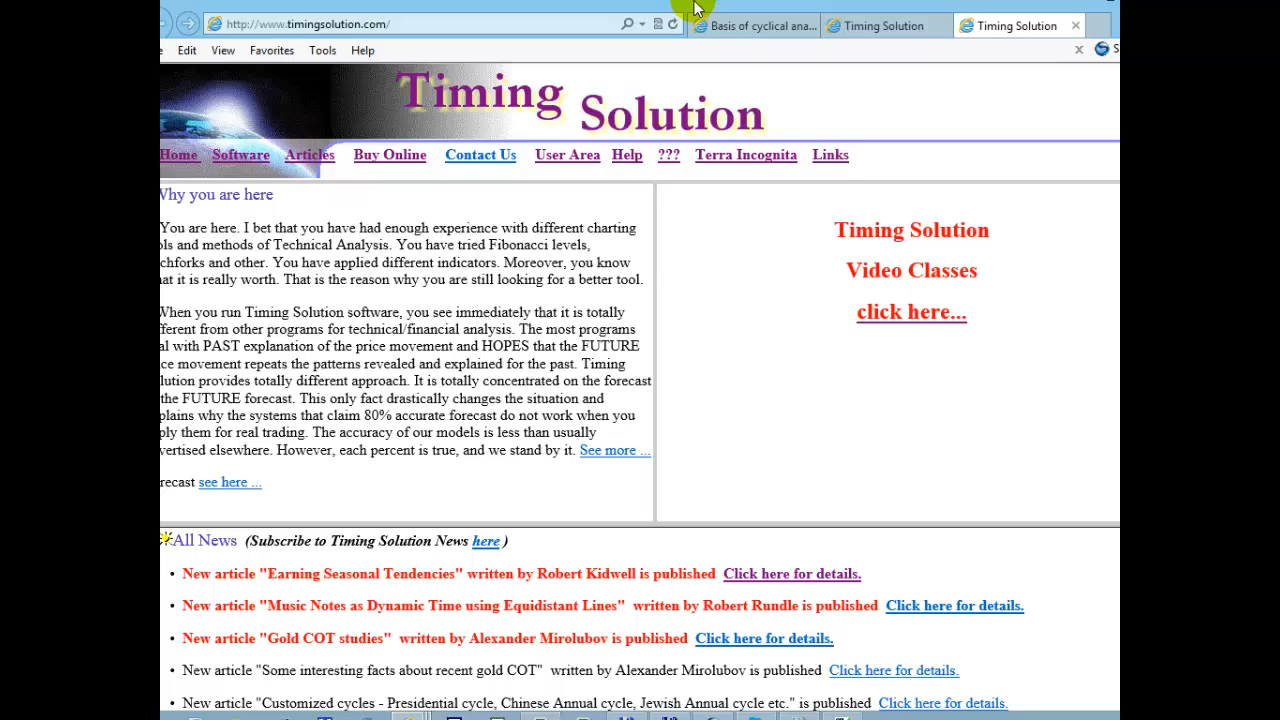 http://www.timingsolution.com/
Basis of cyclical ana...
Timing Solution
Timing Solution
Edit View Favorites Tools Help
S
Timing Solution
Home Software Articles Buy Online Contact Us User Area Help ??? Terra Incognita Links
Why you are here
You are here. I bet that you have had enough experience with different charting
ols and methods of Technical Analysis. You have tried Fibonacci levels,
chforks and other. You have applied different indicators. Moreover, you know
at it is really worth. That is the reason why you are still looking for a better tool.
When you run Timing Solution software, you see immediately that it is totally
fferent from other programs for technical/financial analysis. The most programs
al with PAST explanation of the price movement and HOPES that the FUTURE
ce movement repeats the patterns revealed and explained for the past. Timing
lution provides totally different approach. It is totally concentrated on the forecast
the FUTURE forecast. This only fact drastically changes the situation and
plains why the systems that claim 80% accurate forecast do not work when you
ply them for real trading. The accuracy of our models is less than usually
vertised elsewhere. However, each percent is true, and we stand by it. See more ...
recast see here ...
Timing Solution
Video Classes
click here...
All News (Subscribe to Timing Solution News here )
• New article "Earning Seasonal Tendencies" written by Robert Kidwell is published Click here for details.
• New article "Music Notes as Dynamic Time using Equidistant Lines" written by Robert Rundle is published Click here for details.
• New article "Gold COT studies" written by Alexander Mirolubov is published Click here for details.
• New article "Some interesting facts about recent gold COT" written by Alexander Mirolubov is published Click here for details.
• New article "Customized cycles - Presidential cycle, Chinese Annual cycle, Jewish Annual cycle etc." is published Click here for details.